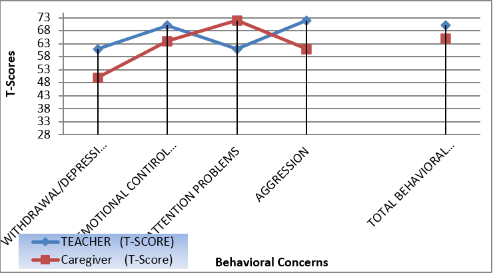 73
68
63
58
53
48
43
38
33
28
T-Scores
WITHDRAWAL/DEPRESSI...
EMOTIONAL CONTIROL...
ATTENTION PROBLEMS
AGGRESSION
TOTAL BEHAVIORAL...
TEACHER (T-SCORE)
Caregiver (T-Score)
Behavioral Concerns